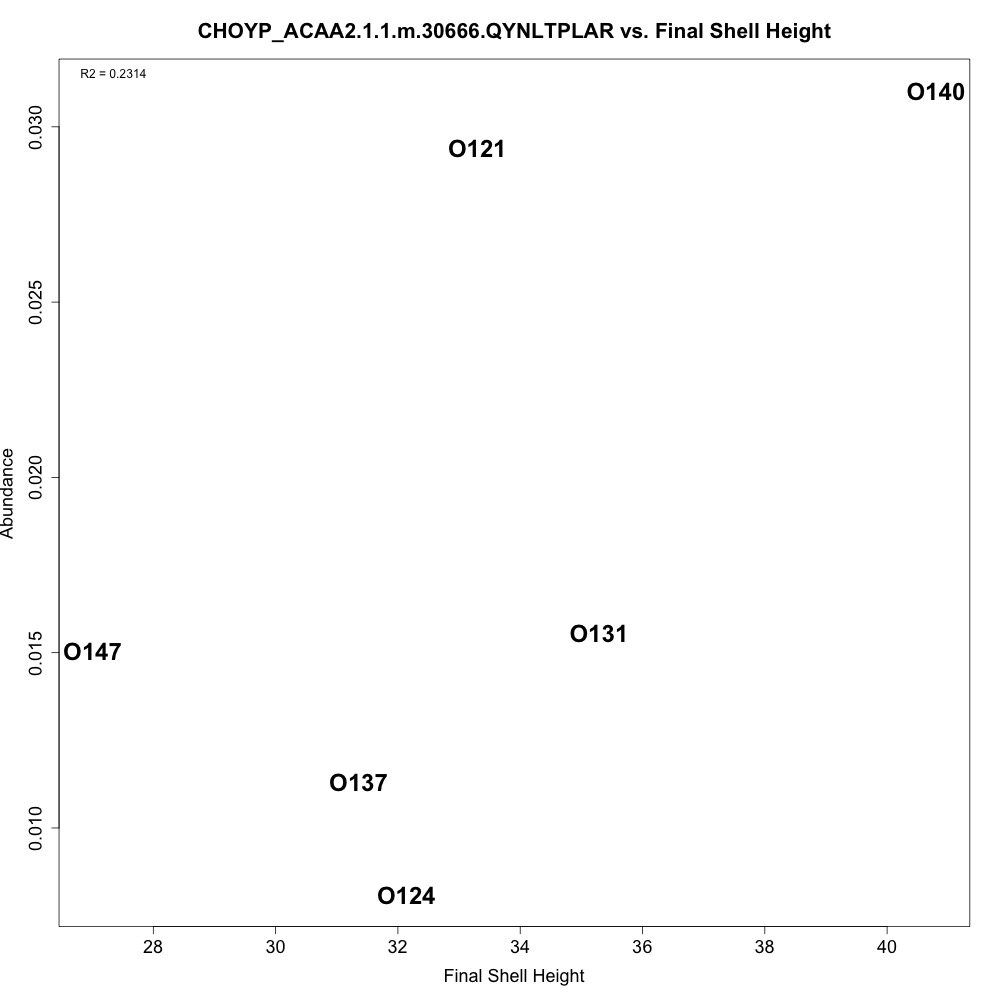 CHOYP_ACAA2.1.1.m.30666.QYNLTPLAR vs. Final Shell Height
R2 = 0.2314
O140
0.030
O121
0.025
0.020
Abundance
O131
0.015
O147
O137
0.010
O124
28 30 32 34 36 38 40
Final Shell Height